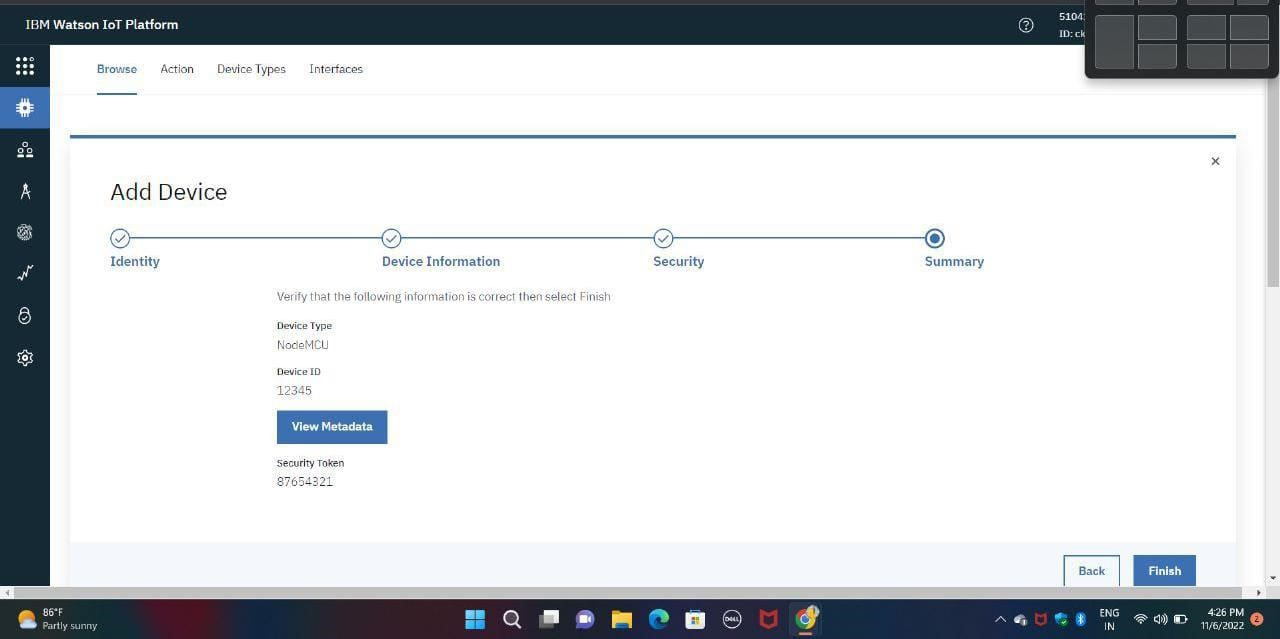 IBM Watson IoT Platform
5104
ID: ck
Browse Action Device Types Interfaces
Add Device
Identity Device Information Security Summary
Verify that the following information is correct then select Finish
Device Type
NodeMCU
Device ID
12345
View Metadata
Security Token
87654321
Back Finish
86°F
Partly sunny
DELL
ENG
IN
4:26 PM
11/6/2022
2